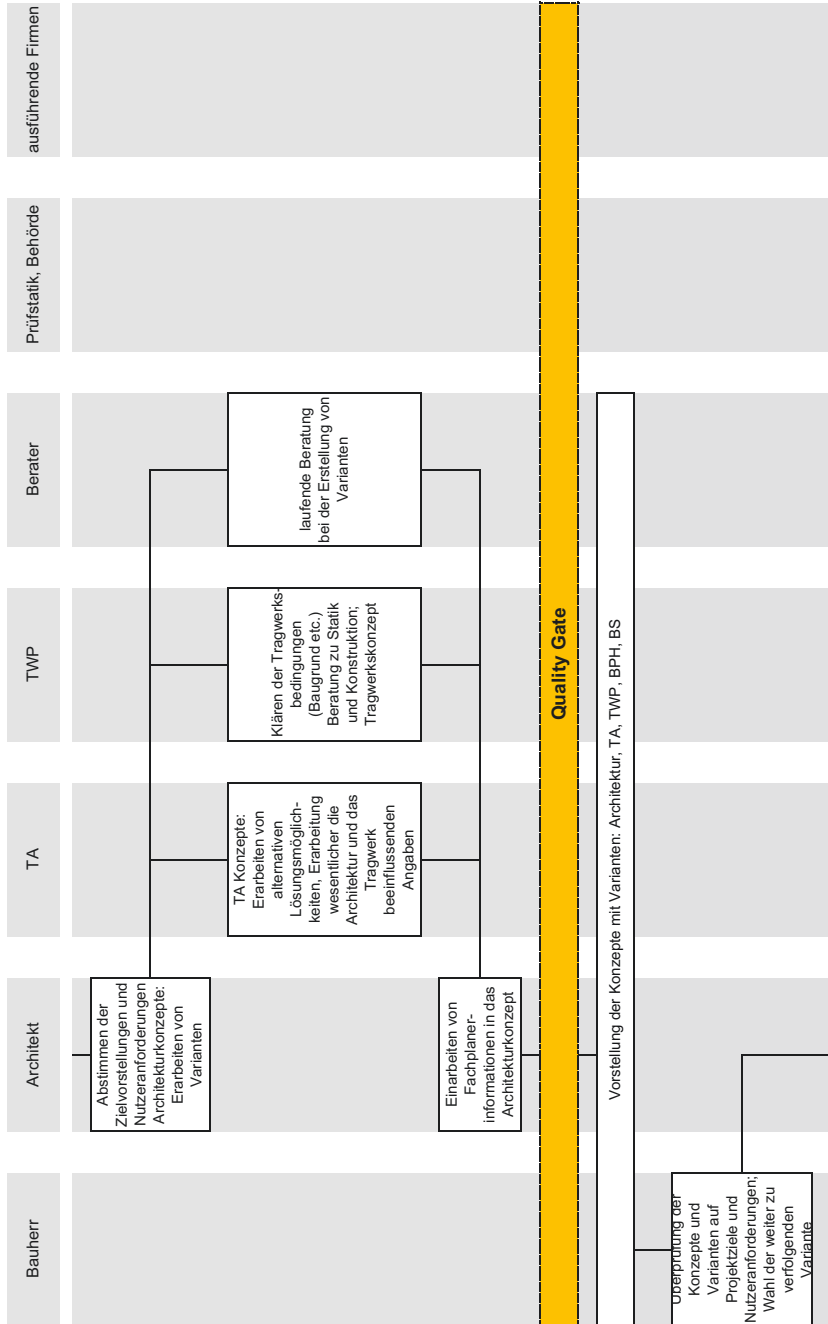 Bauherr
Architekt
TA
TWP
Berater
Prüfstatik, Behörde
ausführende Firmen
Abstimmen der
Zielvorstellungen und
Nutzeranforderungen
Architekturkonzepte:
Erarbeiten von
Varianten
TA Konzepte:
Erarbeiten von
alternativen
Lösungsmöglich-
keiten, Erarbeitung
wesentlicher die
Architektur und das
Tragwerk
beeinflussenden
Angaben
Klären der Tragwerks-
bedingungen
(Baugrund etc.)
Beratung zu Statik
und Konstruktion;
Tragwerkskonzept
laufende Beratung
bei der Erstellung von
Varianten
Einarbeiten von
Fachplaner-
informationen in das
Architekturkonzept
Quality Gate
Vorstellung der Konzepte mit Varianten: Architektur, TA, TWP, BPH, BS
Überprüfung der
Konzepte und
Varianten auf
Projektziele und
Nutzeranforderungen;
Wahl der weiter zu
verfolgenden
Variante